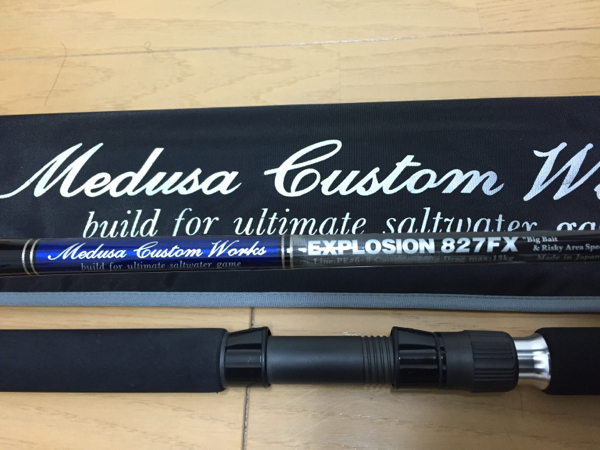 Medusa Custom W
build for ultimate saltwater ga
Medusa Custom Works
build for ultimate saltwater game
EXPLOSION 827FX
"Big Bait
& Risky Area Spec
Made in Japan